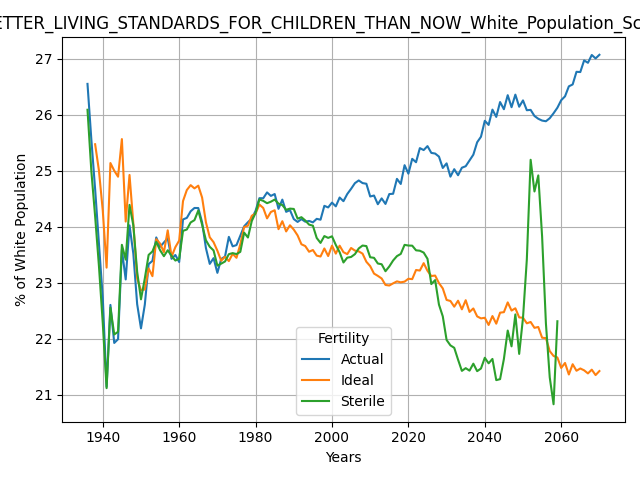 ETTER_LIVING_STANDARDS_FOR_CHILDREN_THAN_NOW_White_Population_Sc
% of White Population
27
26
25
24
23
22
21
Fertility
Actual
Ideal
Sterile
1940 1960 1980 2000 2020 2040 2060
Years